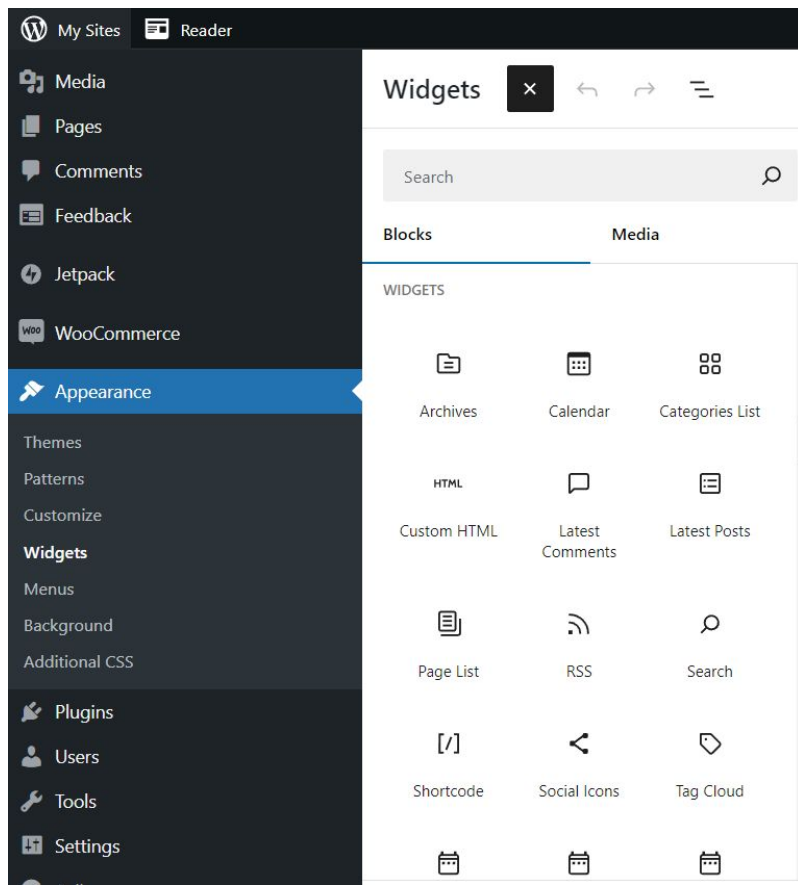 My Sites Reader
Media
Pages
Comments
Feedback
Jetpack
Woo WooCommerce
Appearance
Themes
Patterns
Customize
Widgets
Menus
Background
Additional CSS
Plugins
Users
Tools
Settings
Widgets
Search
Blocks Media
WIDGETS
Archives Calendar Categories List
HTML
Custom HTML Latest Latest Posts
Comments
Page List RSS Search
[/]
Shortcode Social Icons Tag Cloud